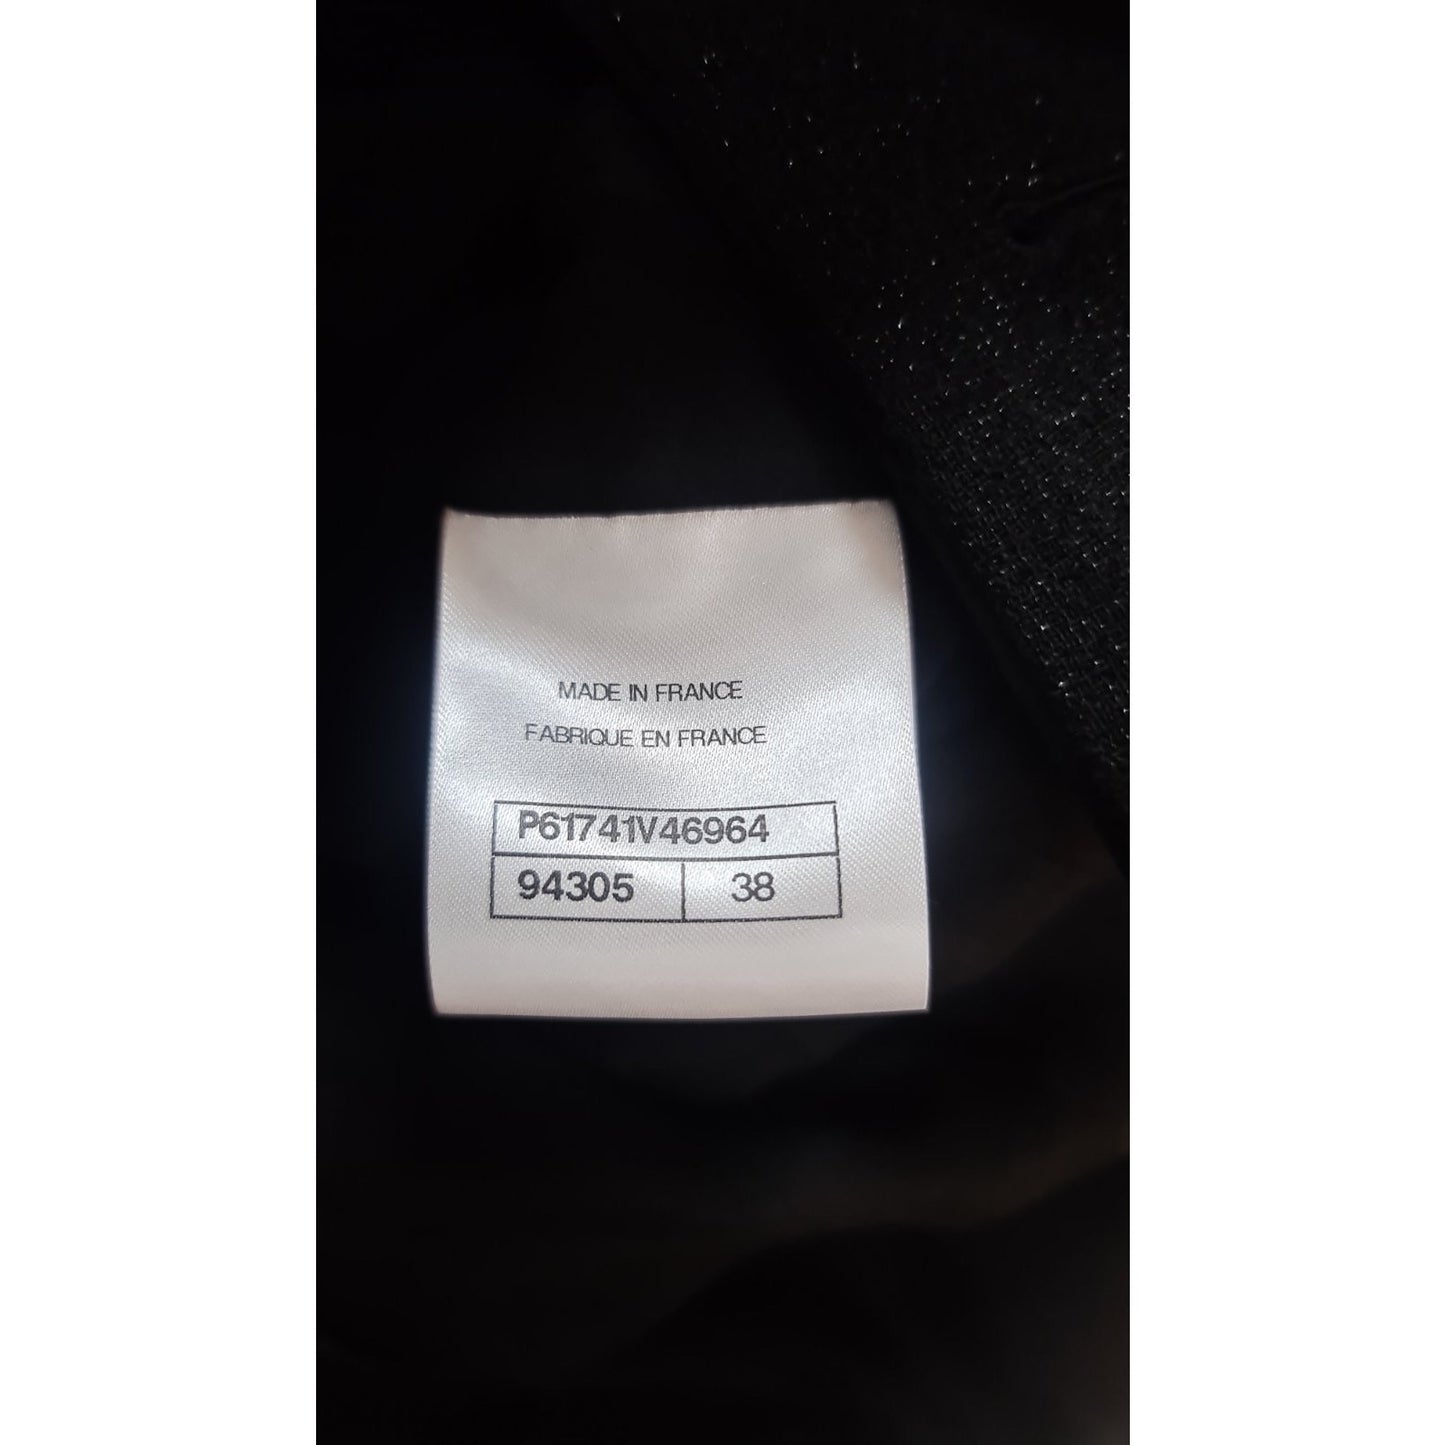 MADE IN FRANCE
FABRIQUE EN FRANCE
P61741V46964
94305 38